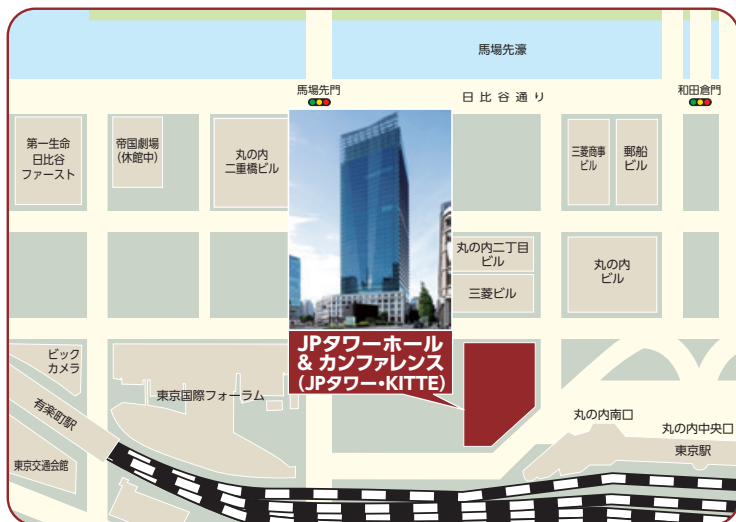 馬場先濠
馬場先門
日比谷通り
和田倉門
第一生命
日比谷
ファースト
帝国劇場
(休館中)
丸の内
二重橋ビル
三菱商事
ビル
郵船
ビル
丸の内二丁目
ビル
三菱ビル
丸の内
ビル
JPタワーホール
& カンファレンス
(JPタワー・KITTE)
ビック
カメラ
東京国際フォーラム
有楽町駅
東京交通会館
丸の内南口
丸の内中央口
東京駅